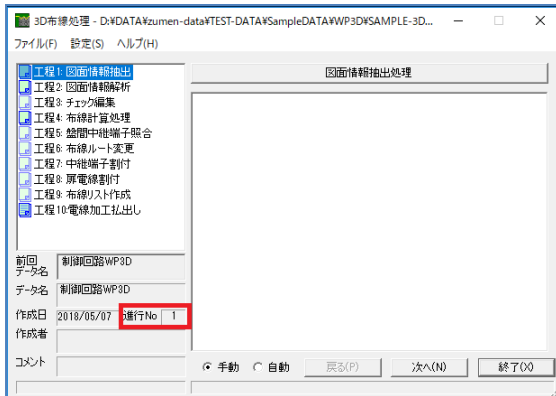 3D布線処理 - D:¥DATA¥zumen-data¥TEST-DATA¥SampleDATA¥WP3D¥SAMPLE-3D...
ファイル(F) 設定(S) ヘルプ(H)
工程1: 図面情報抽出
工程2: 図面情報解析
工程3: チェック編集
工程4: 布線計算処理
工程5: 盤間中継端子照合
工程6: 布線ルート変更
工程7: 中継端子割付
工程8: 扉電線割付
工程9: 布線リスト作成
工程10:電線加工払出し
図面情報抽出処理
前回データ名 制御回路WP3D
データ名 制御回路WP3D
作成日 2018/05/07 進行No 1
作成者
コメント
手動 自動 戻る(P) 次へ(N) 終了(X)